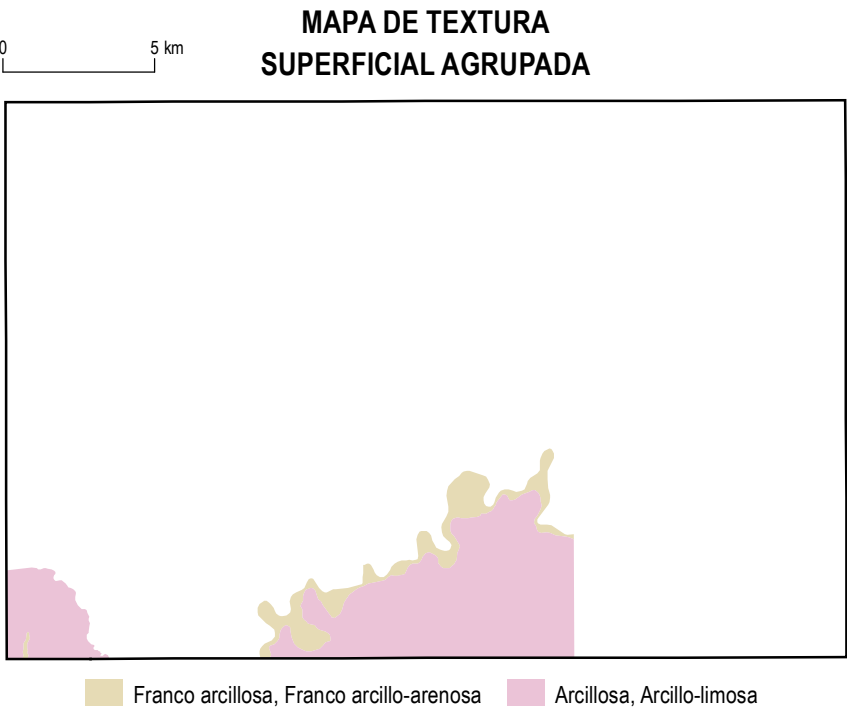 MAPA DE TEXTURA
SUPERFICIAL AGRUPADA
0 5 km
Franco arcillosa, Franco arcillo-arenosa
Arcillosa, Arcillo-limosa